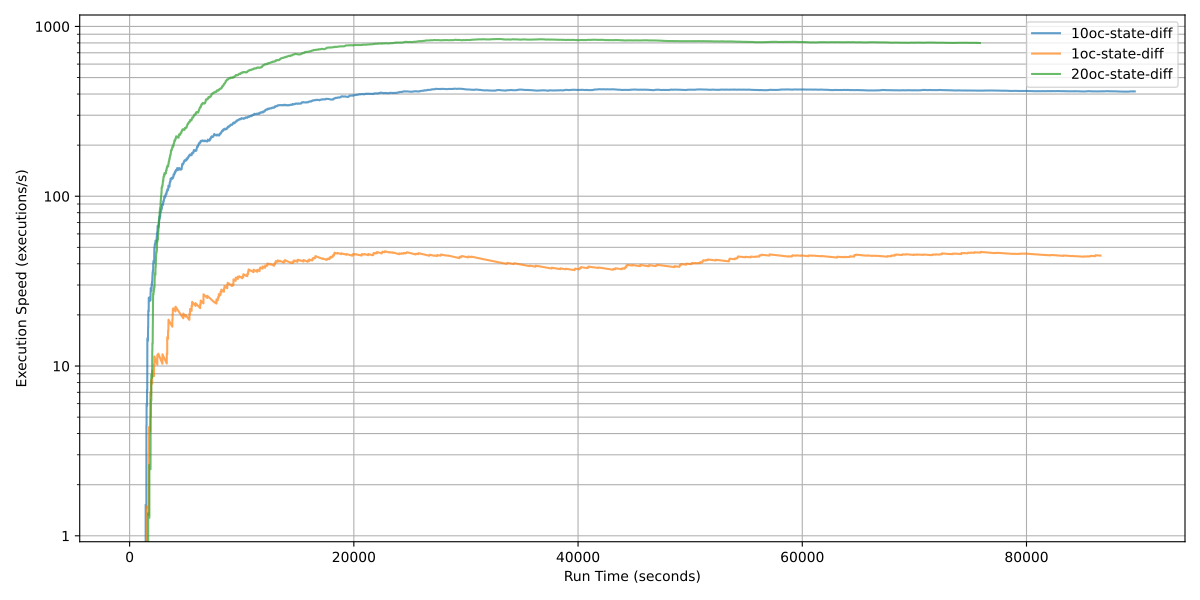 1000
100
10
1
Execution Speed (executions/s)
10oc-state-diff
1oc-state-diff
20oc-state-diff
0 20000 40000 60000 80000
Run Time (seconds)